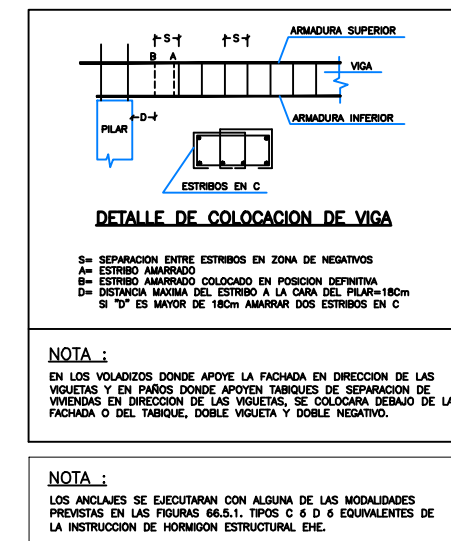 ARMADURA SUPERIOR
S
S
B A
VIGA
D
PILAR
ARMADURA INFERIOR
ESTRIBOS EN C
DETALLE DE COLOCACION DE VIGA
S= SEPARACION ENTRE ESTRIBOS EN ZONA DE NEGATIVOS
A= ESTRIBO AMARRADO
B= ESTRIBO AMARRADO COLOCADO EN POSICION DEFINITIVA
D= DISTANCIA MAXIMA DEL ESTRIBO A LA CARA DEL PILAR=18Cm
SI "D" ES MAYOR DE 18Cm AMARRAR DOS ESTRIBOS EN C
NOTA :
EN LOS VOLADIZOS DONDE APOYE LA FACHADA EN DIRECCION DE LAS
VIGUETAS Y EN PAÑOS DONDE APOYEN TABIQUES DE SEPARACION DE
VIVIENDAS EN DIRECCION DE LAS VIGUETAS, SE COLOCARA DEBAJO DE LA
FACHADA O DEL TABIQUE, DOBLE VIGUETA Y DOBLE NEGATIVO.
NOTA :
LOS ANCLAJES SE EJECUTARAN CON ALGUNA DE LAS MODALIDADES
PREVISTAS EN LAS FIGURAS 66.5.1. TIPOS C ó D ó EQUIVALENTES DE
LA INSTRUCCION DE HORMIGON ESTRUCTURAL EHE.